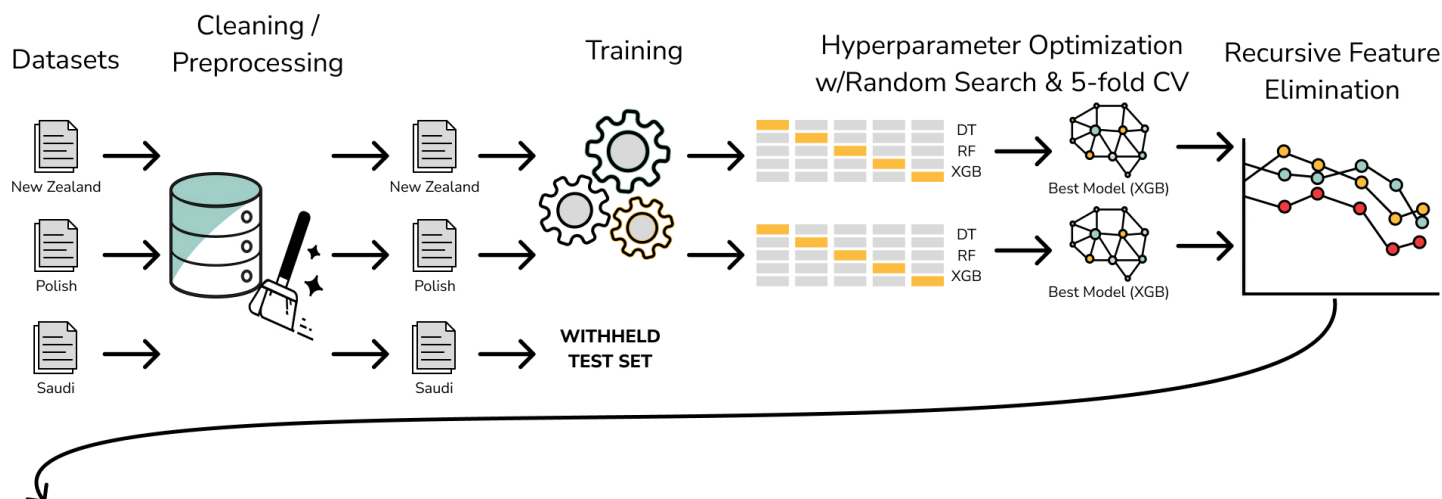 Datasets
Cleaning /
Preprocessing
Training
Hyperparameter Optimization
w/Random Search & 5-fold CV
Recursive Feature
Elimination
New Zealand
New Zealand
DT
RF
XGB
Best Model (XGB)
Polish
Polish
DT
RF
XGB
Best Model (XGB)
Saudi
Saudi
WITHHELD
TEST SET